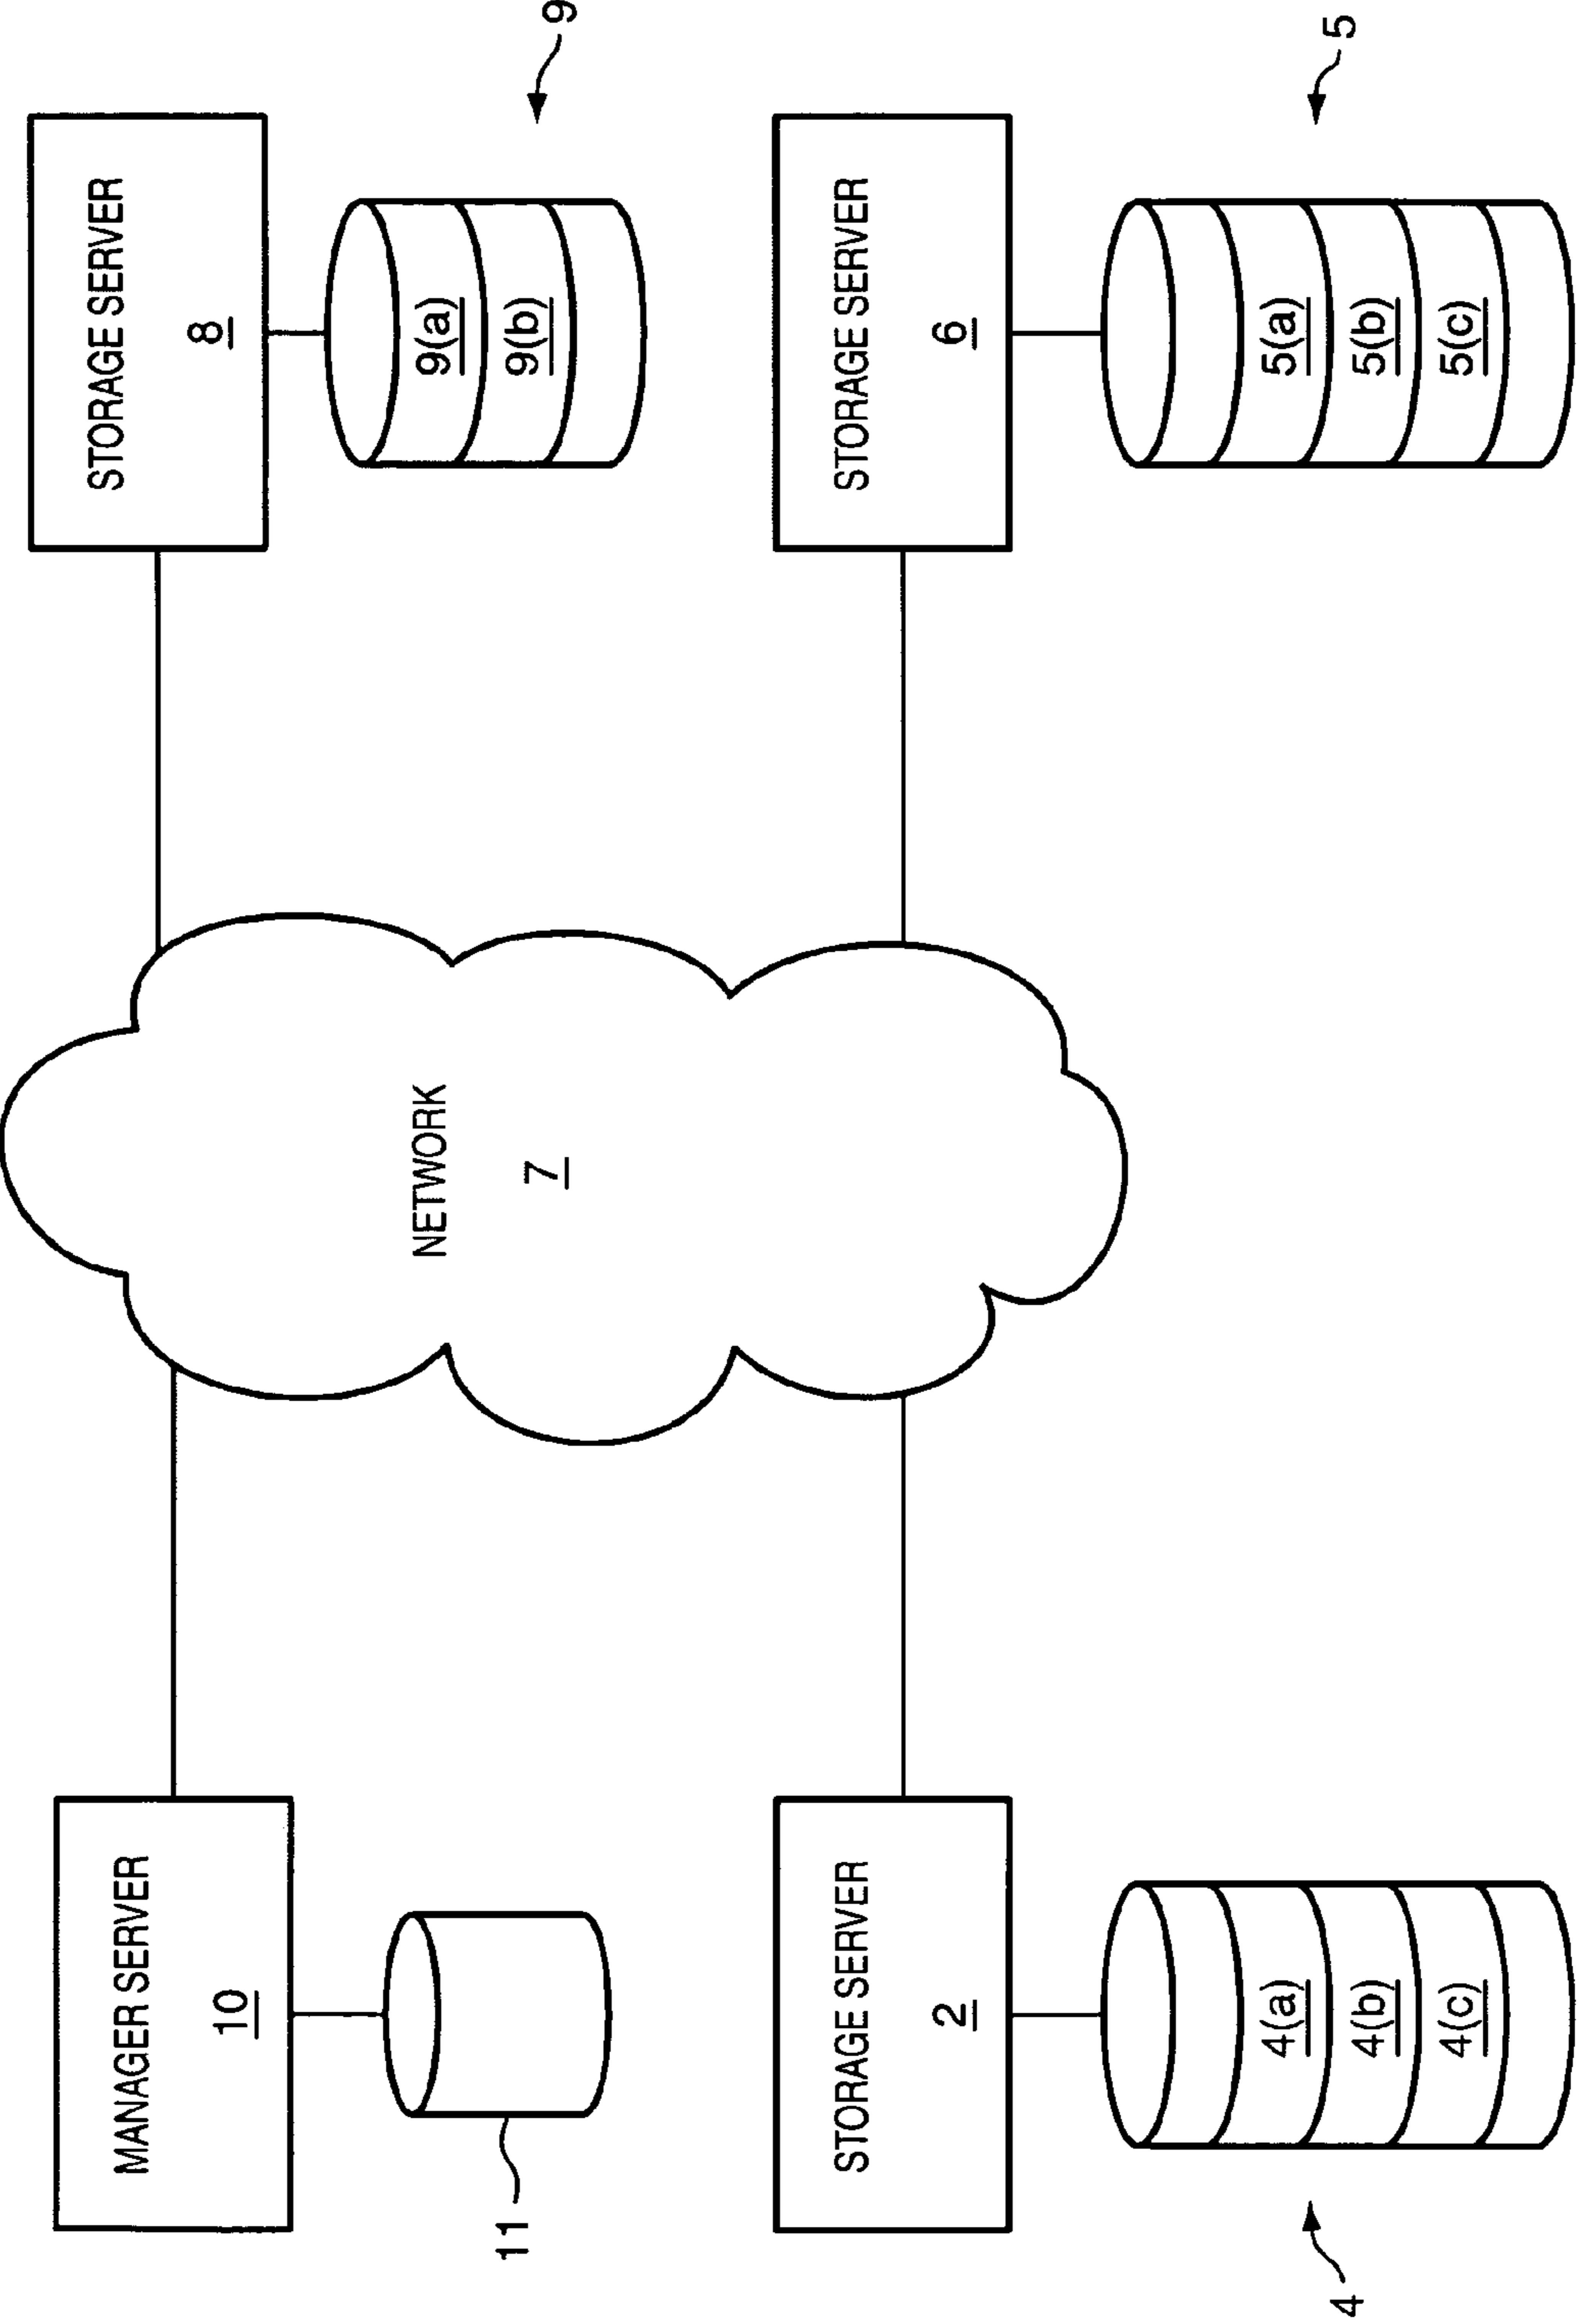 MANAGER SERVER
10
11
NETWORK
7
STORAGE SERVER
8
9(a)
9(b)
9
STORAGE SERVER
2
4(a)
4(b)
4(c)
4
STORAGE SERVER
6
5(a)
5(b)
5(c)
5